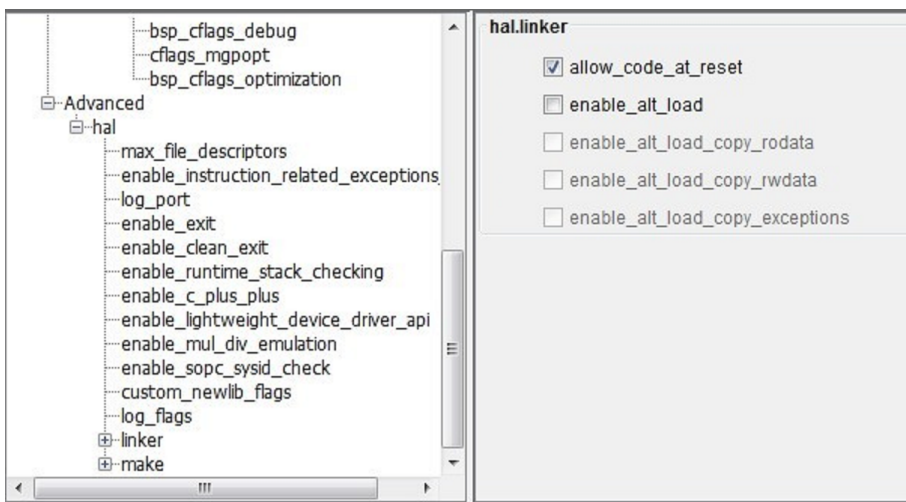 bsp_cflags_debug
cflags_mgpopt
bsp_cflags_optimization
Advanced
hal
max_file_descriptors
enable_instruction_related_exceptions_
log_port
enable_exit
enable_clean_exit
enable_runtime_stack_checking
enable_c_plus_plus
enable_lightweight_device_driver_api
enable_mul_div_emulation
enable_sopc_sysid_check
custom_newlib_flags
log_flags
linker
make
hal.linker
allow_code_at_reset
enable_alt_load
enable_alt_load_copy_rodata
enable_alt_load_copy_rwdata
enable_alt_load_copy_exceptions